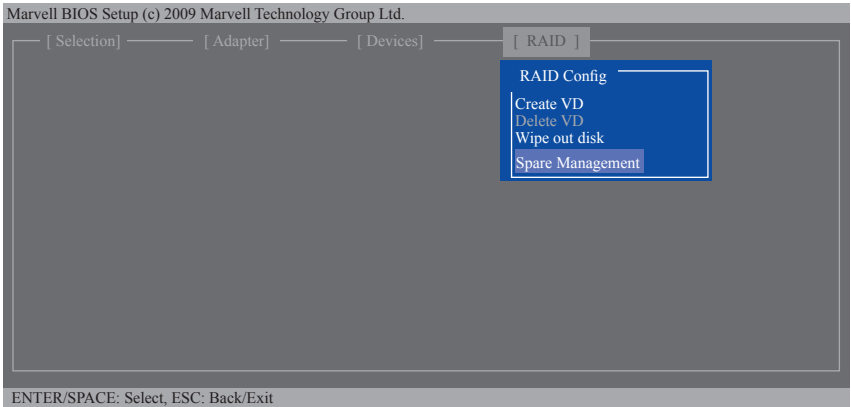 Marvell BIOS Setup (c) 2009 Marvell Technology Group Ltd.
[ Selection] [ Adapter] [ Devices] [ RAID ]
RAID Config
Create VD
Delete VD
Wipe out disk
Spare Management
ENTER/SPACE: Select, ESC: Back/Exit